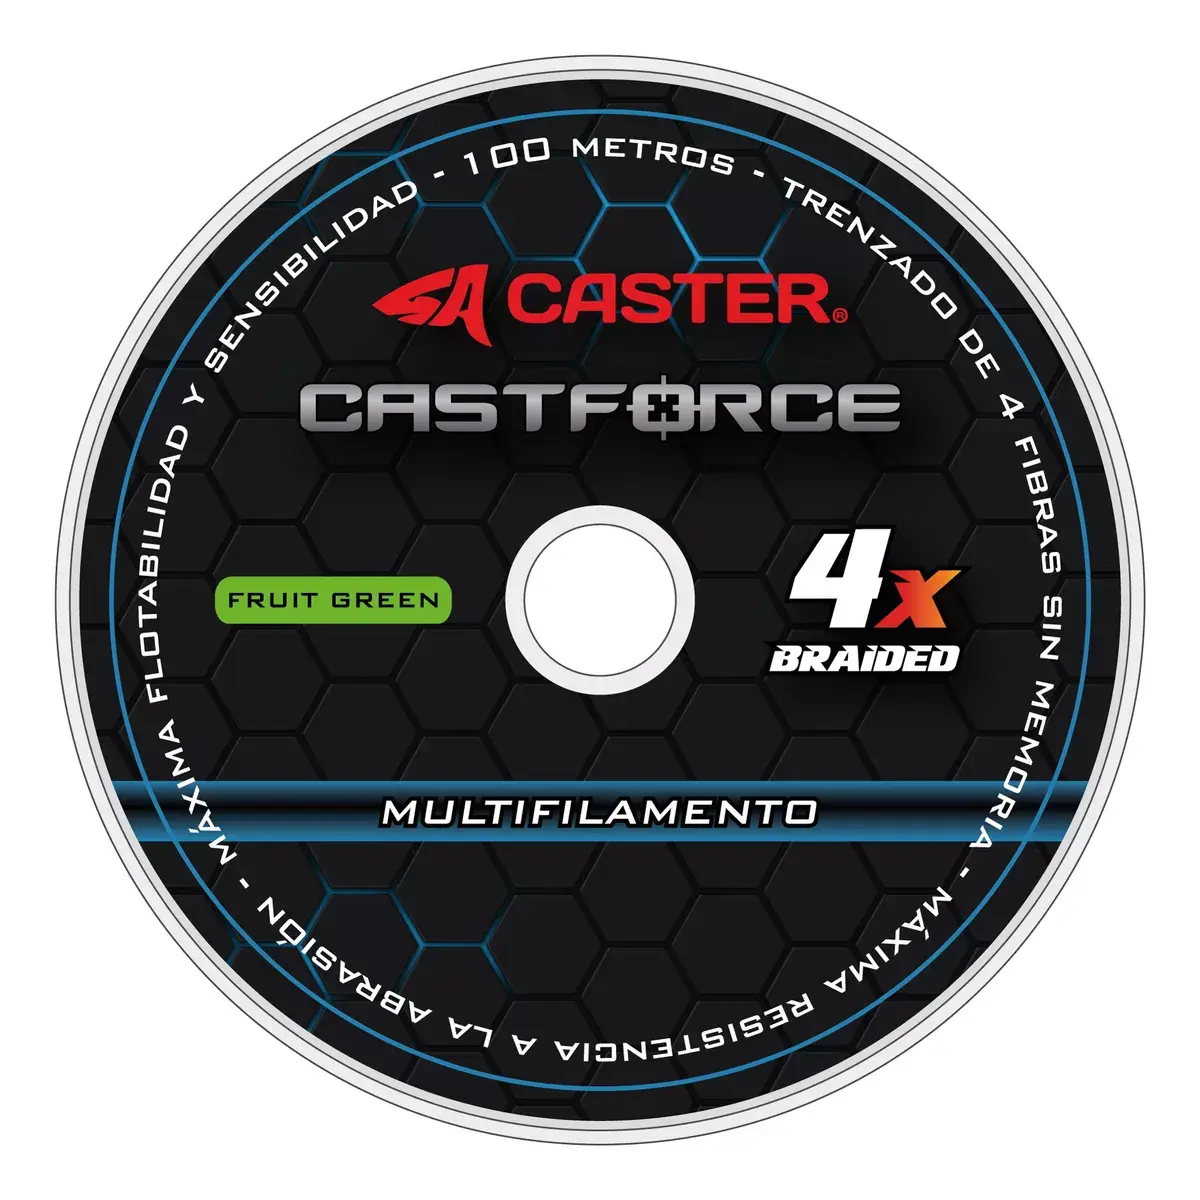 100 METROS - TRENZADO DE 4 FIBRAS SIN MEMORIA - MÁXIMA RESISTENCIA A LA ABRASIÓN - MÁXIMA FLOTABILIDAD Y SENSIBILIDAD -
CASTER®
CASTFORCE
4X
BRAIDED
FRUIT GREEN
MULTIFILAMENTO